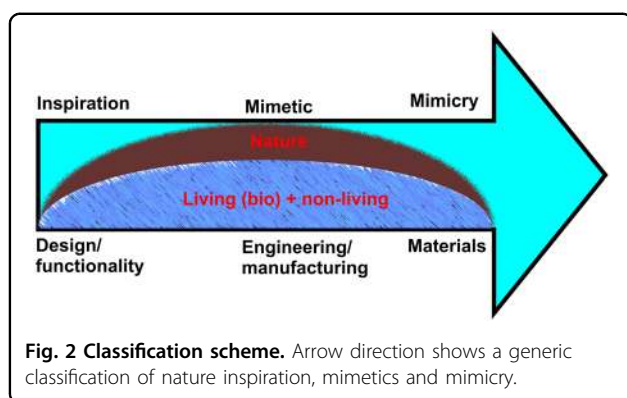 Inspiration Mimetic Mimicry
Nature
Living (bio) + non-living
Design/ Engineering/ Materials
functionality manufacturing
Fig. 2 Classification scheme. Arrow direction shows a generic
classification of nature inspiration, mimetics and mimicry.